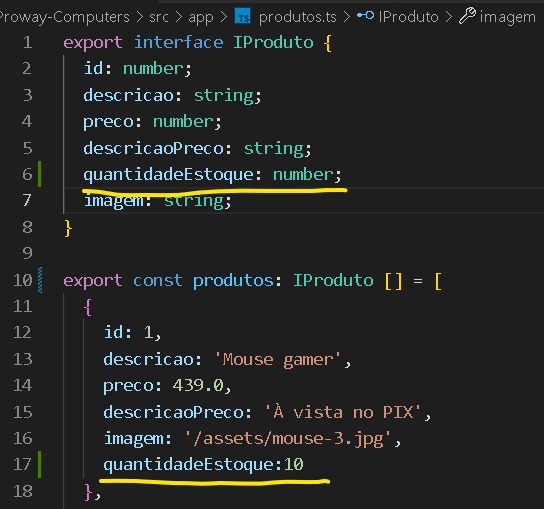 Proway-Computers > src > app > TS produtos.ts > IProduto > imagem
1 export interface IProduto {
2 id: number;
3 descricao: string;
4 preco: number;
5 descricaoPreco: string;
6 quantidadeEstoque: number;
7 imagem: string;
8 }
9
10 export const produtos: IProduto [] = [
11 {
12 id: 1,
13 descricao: 'Mouse gamer',
14 preco: 439.0,
15 descricaoPreco: 'À vista no PIX',
16 imagem: '/assets/mouse-3.jpg',
17 quantidadeEstoque:10
18 },